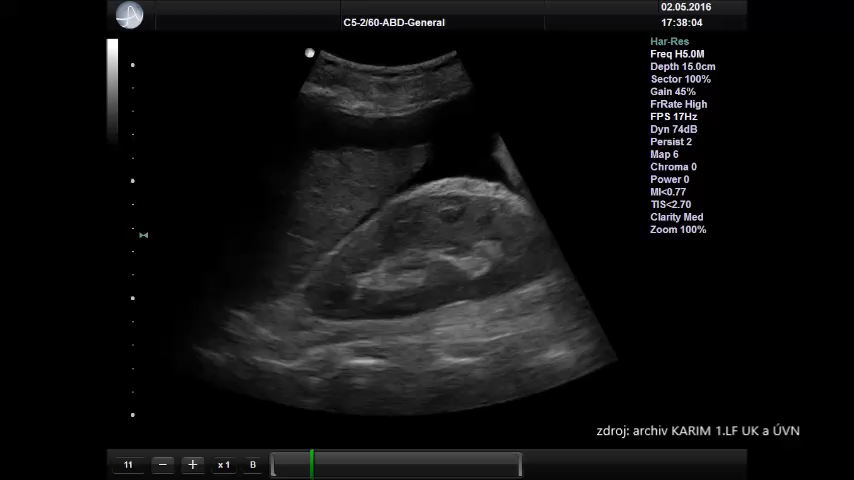 02.05.2016
C5-2/60-ABD-General
17:38:04
Har-Res
Freq H5.0M
Depth 15.0cm
Sector 100%
Gain 45%
FrRate High
FPS 17Hz
Dyn 74dB
Persist 2
Map 6
Chroma 0
Power 0
MI<0.77
TIS<2.70
Clarity Med
Zoom 100%
zdroj: archiv KARIM 1.LF UK a ÚVN
11 − + x 1 B